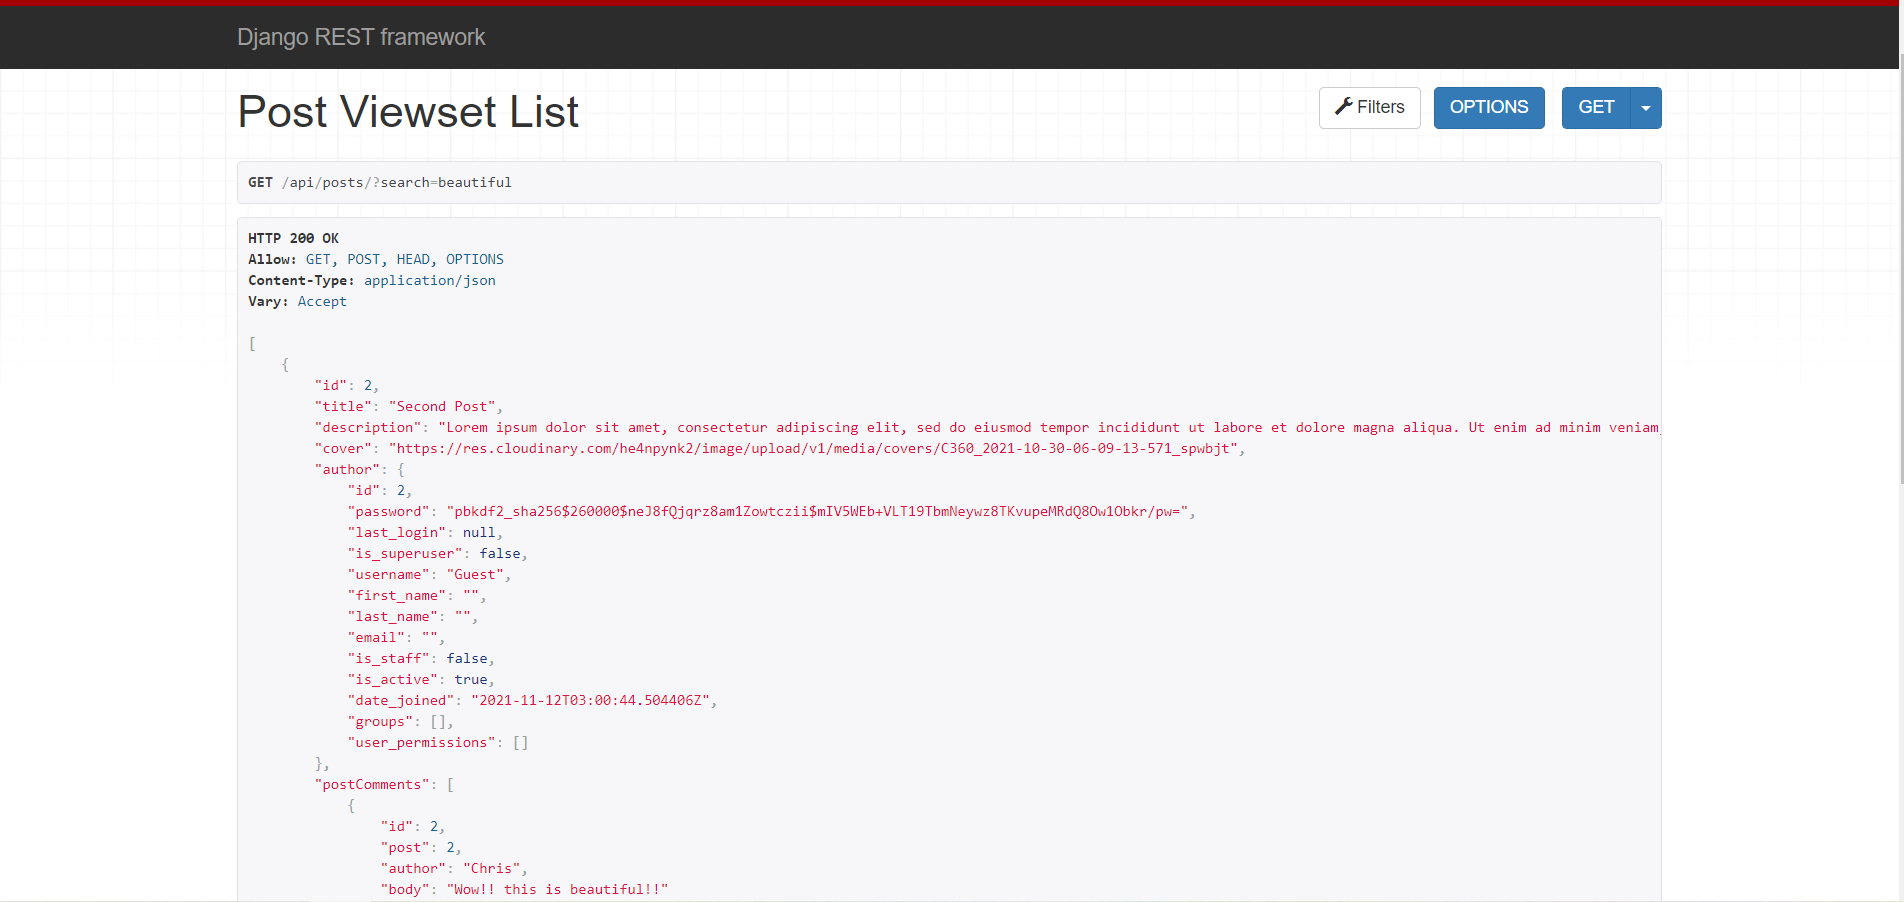 Django REST framework
Post Viewset List
Filters
OPTIONS
GET
GET /api/posts/?search=beautiful
HTTP 200 OK
Allow: GET, POST, HEAD, OPTIONS
Content-Type: application/json
Vary: Accept
[
{
"id": 2,
"title": "Second Post",
"description": "Lorem ipsum dolor sit amet, consectetur adipiscing elit, sed do eiusmod tempor incididunt ut labore et dolore magna aliqua. Ut enim ad minim veniam,
"cover": "https://res.cloudinary.com/he4npynk2/image/upload/v1/media/covers/C360_2021-10-30-06-09-13-571_spwbjt",
"author": {
"id": 2,
"password": "pbkdf2_sha256$260000$neJ8fQjqrz8am1Zowtczii$mIV5WEb+VLT19TbmNeywz8TKvupeMRdQ8Ow1Obkr/pw=",
"last_login": null,
"is_superuser": false,
"username": "Guest",
"first_name": "",
"last_name": "",
"email": "",
"is_staff": false,
"is_active": true,
"date_joined": "2021-11-12T03:00:44.504406Z",
"groups": [],
"user_permissions": []
},
"postComments": [
{
"id": 2,
"post": 2,
"author": "Chris",
"body": "Wow!! this is beautiful!!"